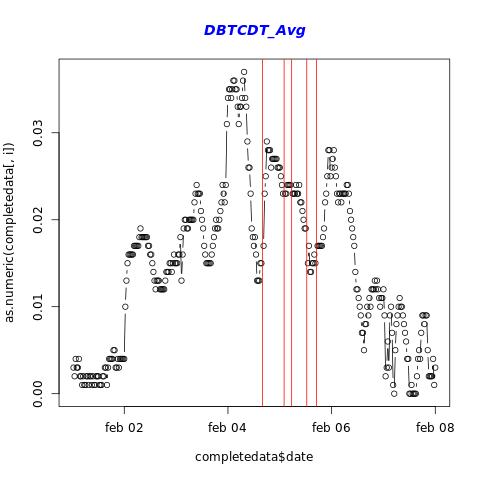 DBTCDT_Avg
as.numeric(completedata[, i])
0.03
0.02
0.01
0.00
feb 02
feb 04
feb 06
feb 08
completedata$date